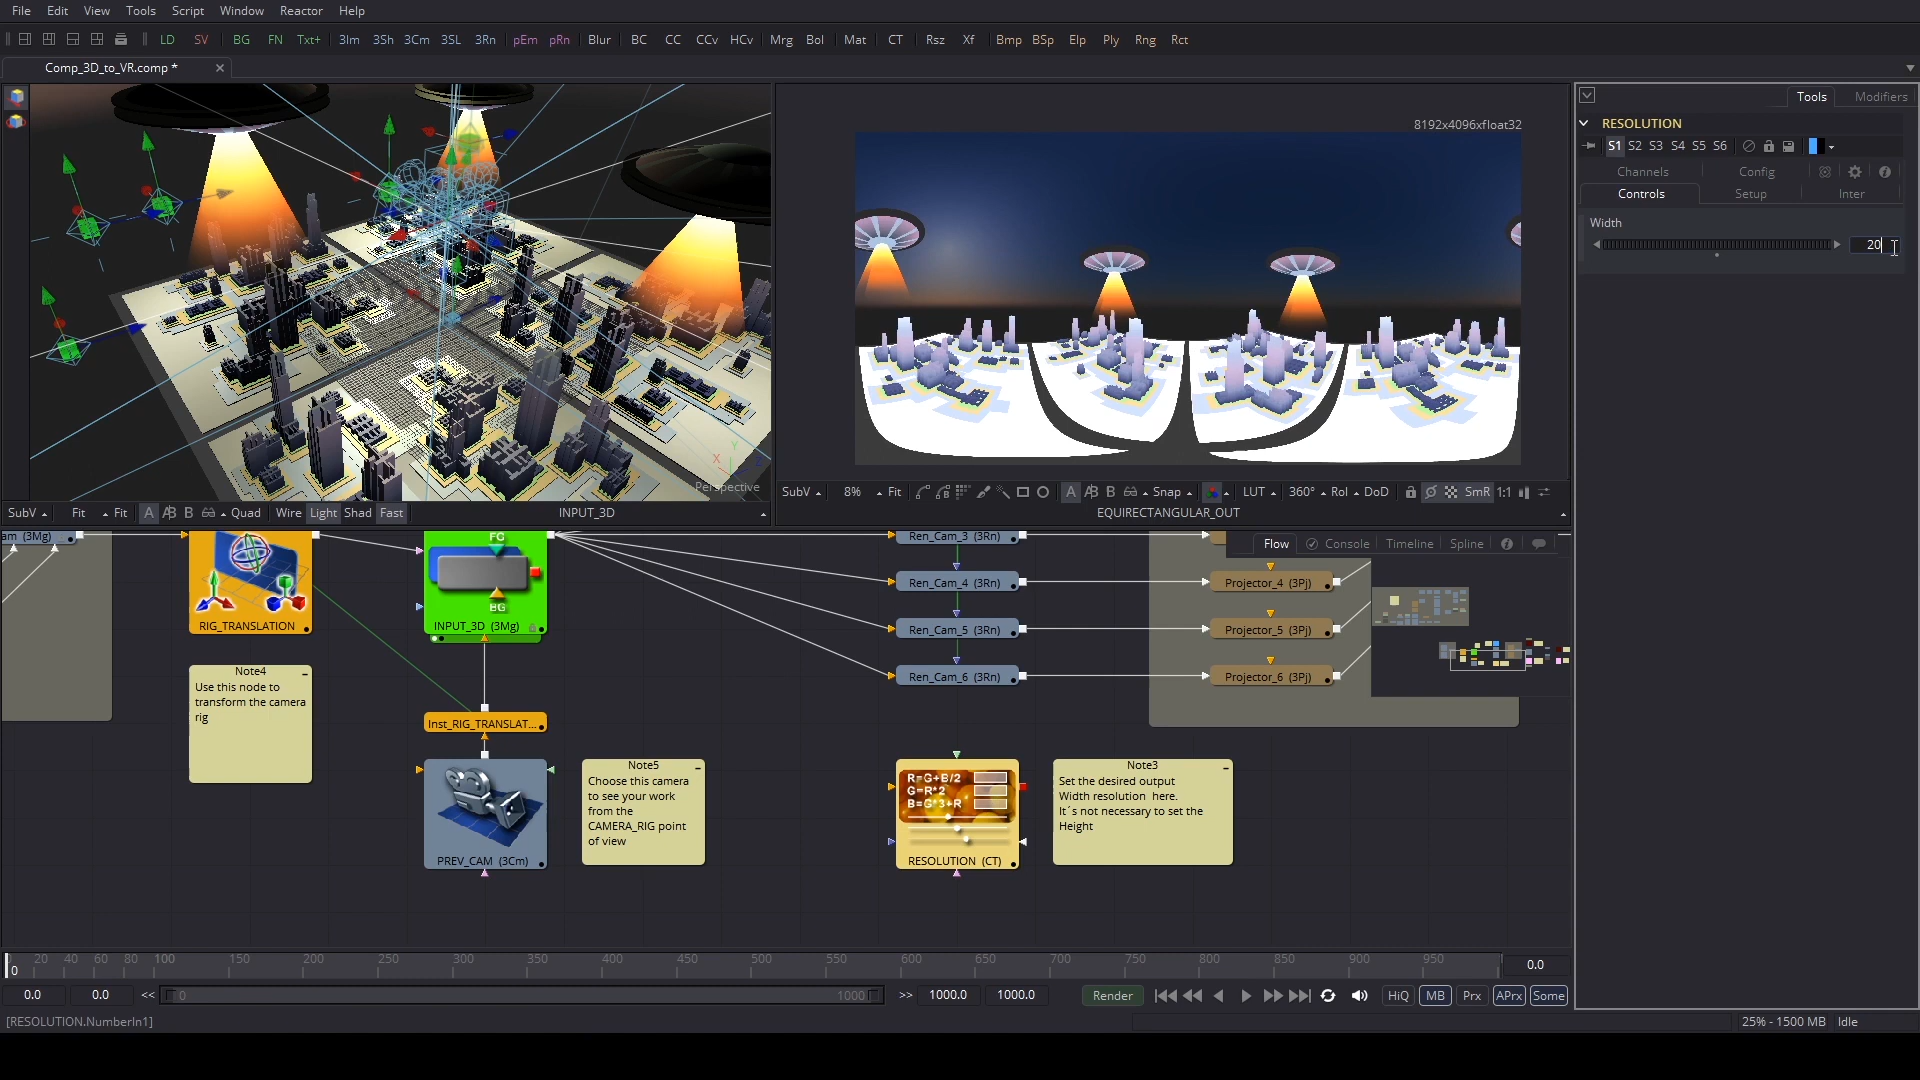 File Edit View Tools Script Window Reactor Help
LD SV BG FN Txt+ 3Im 3Sh 3Cm 3SL 3Rn pEm pRn Blur BC CC CCv HCv Mrg Bol Mat CT Rsz Xf Bmp BSp Elp Ply Rng Rct
Comp_3D_to_VR.comp *
Tools Modifiers
8192x4096xfloat32
RESOLUTION
S1 S2 S3 S4 S5 S6
Channels Config
Controls Setup Inter
Width
20
Y
X
Perspective
SubV 8% Fit A B Snap LUT 360° RoI DoD SmR 1:1
SubV Fit Fit A B Quad Wire Light Shad Fast INPUT_3D
EQUIRECTANGULAR_OUT
am (3Mg)
FG
BG
RIG_TRANSLATION
INPUT_3D (3Mg)
Ren_Cam_3 (3Rn)
Flow Console Timeline Spline
Ren_Cam_4 (3Rn)
Projector_4 (3Pj)
Ren_Cam_5 (3Rn)
Projector_5 (3Pj)
Ren_Cam_6 (3Rn)
Projector_6 (3Pj)
Note4
Use this node to
transform the camera
rig
Inst_RIG_TRANSLAT...
PREV_CAM (3Cm)
Note5
Choose this camera
to see your work
from the
CAMERA_RIG point
of view
R=G+B/2
G=R*2
B=G*3+R
RESOLUTION (CT)
Note3
Set the desired output
Width resolution here.
It´s not necessary to set the
Height
0 20 40 60 80 100 150 200 250 300 350 400 450 500 550 600 650 700 750 800 850 900 950
0.0
0.0 0.0 << 0 1000 >> 1000.0 1000.0 Render HiQ MB Prx APrx Some
[RESOLUTION.NumberIn1]
25% - 1500 MB Idle